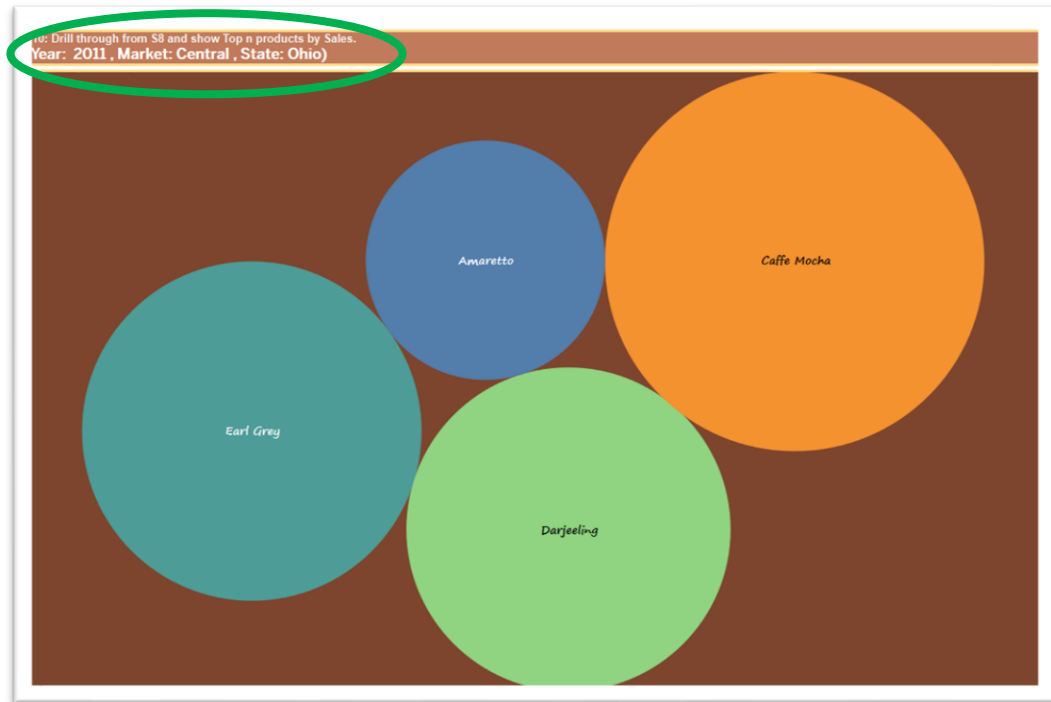 10: Drill through from S8 and show Top n products by Sales.
Year: 2011 , Market: Central , State: Ohio)
Amaretto
Caffe Mocha
Earl Grey
Darjeeling